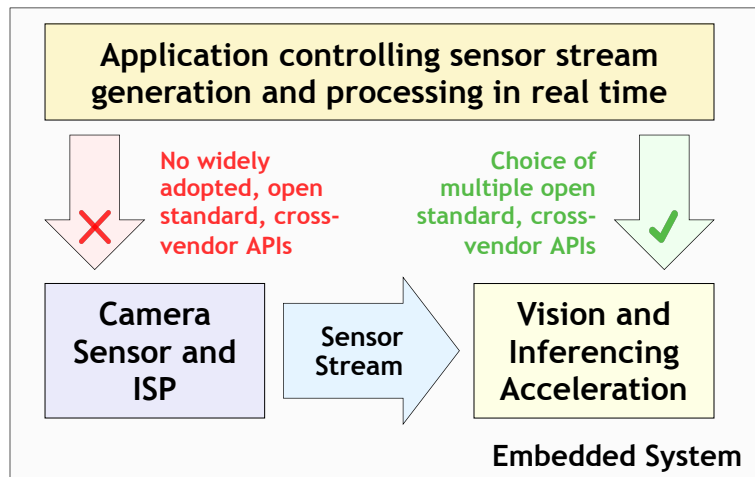 Application controlling sensor stream
generation and processing in real time
No widely
adopted, open
standard, cross-
vendor APIs
Choice of
multiple open
standard, cross-
vendor APIs
Camera
Sensor and
ISP
Sensor
Stream
Vision and
Inferencing
Acceleration
Embedded System